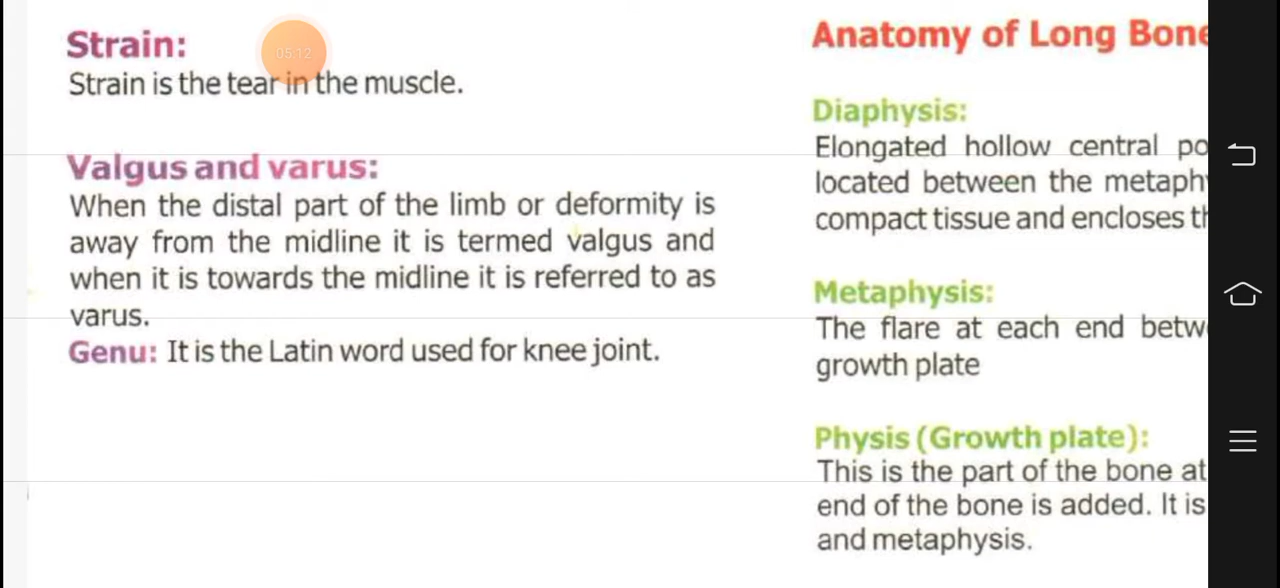 Strain:
05:12
Strain is the tear in the muscle.
Valgus and varus:
When the distal part of the limb or deformity is
away from the midline it is termed valgus and
when it is towards the midline it is referred to as
varus.
Genu: It is the Latin word used for knee joint.
Anatomy of Long Bone
Diaphysis:
Elongated hollow central
located between the
compact tissue and encloses
Metaphysis:
The flare at each end
growth plate
Physis (Growth plate):
This is the part of the bone at
end of the bone is added. It is
and metaphysis.